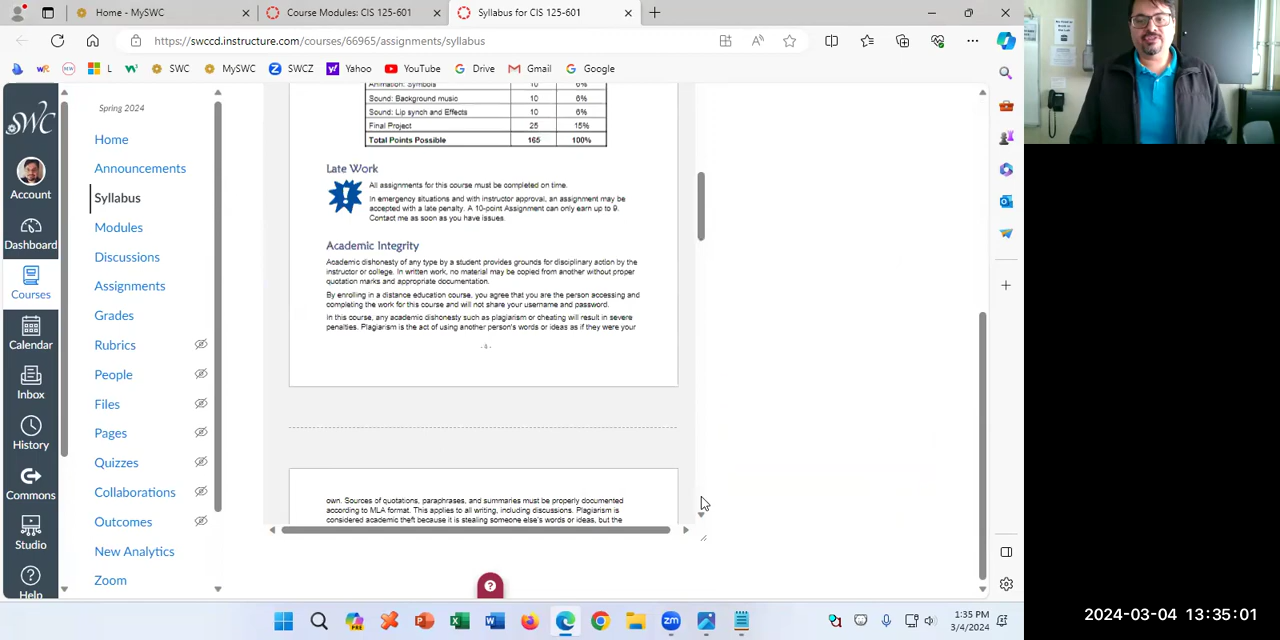 Home - MySWC
Course Modules: CIS 125-601
Syllabus for CIS 125-601
https://swccd.instructure.com/courses/66965/assignments/syllabus
L
SWC
MySWC
SWCZ
Yahoo
YouTube
Drive
Gmail
Google
SWC
Account
Dashboard
Courses
Calendar
Inbox
History
Commons
Studio
Help
Spring 2024
Home
Announcements
Syllabus
Modules
Discussions
Assignments
Grades
Rubrics
People
Files
Pages
Quizzes
Collaborations
Outcomes
New Analytics
Zoom
Animation: Symbols 10 6%
Sound: Background music 10 6%
Sound: Lip synch and Effects 10 6%
Final Project 25 15%
Total Points Possible 165 100%
Late Work
All assignments for this course must be completed on time.
In emergency situations and with instructor approval, an assignment may be
accepted with a late penalty. A 10-point Assignment can only earn up to 9.
Contact me as soon as you have issues.
Academic Integrity
Academic dishonesty of any type by a student provides grounds for disciplinary action by the
instructor or college. In written work, no material may be copied from another without proper
quotation marks and appropriate documentation.
By enrolling in a distance education course, you agree that you are the person accessing and
completing the work for this course and will not share your username and password.
In this course, any academic dishonesty such as plagiarism or cheating will result in severe
penalties. Plagiarism is the act of using another person's words or ideas as if they were your
- 4 -
own. Sources of quotations, paraphrases, and summaries must be properly documented
according to MLA format. This applies to all writing, including discussions. Plagiarism is
considered academic theft because it is stealing someone else's words or ideas, but the
1:35 PM
3/4/2024
2024-03-04 13:35:01